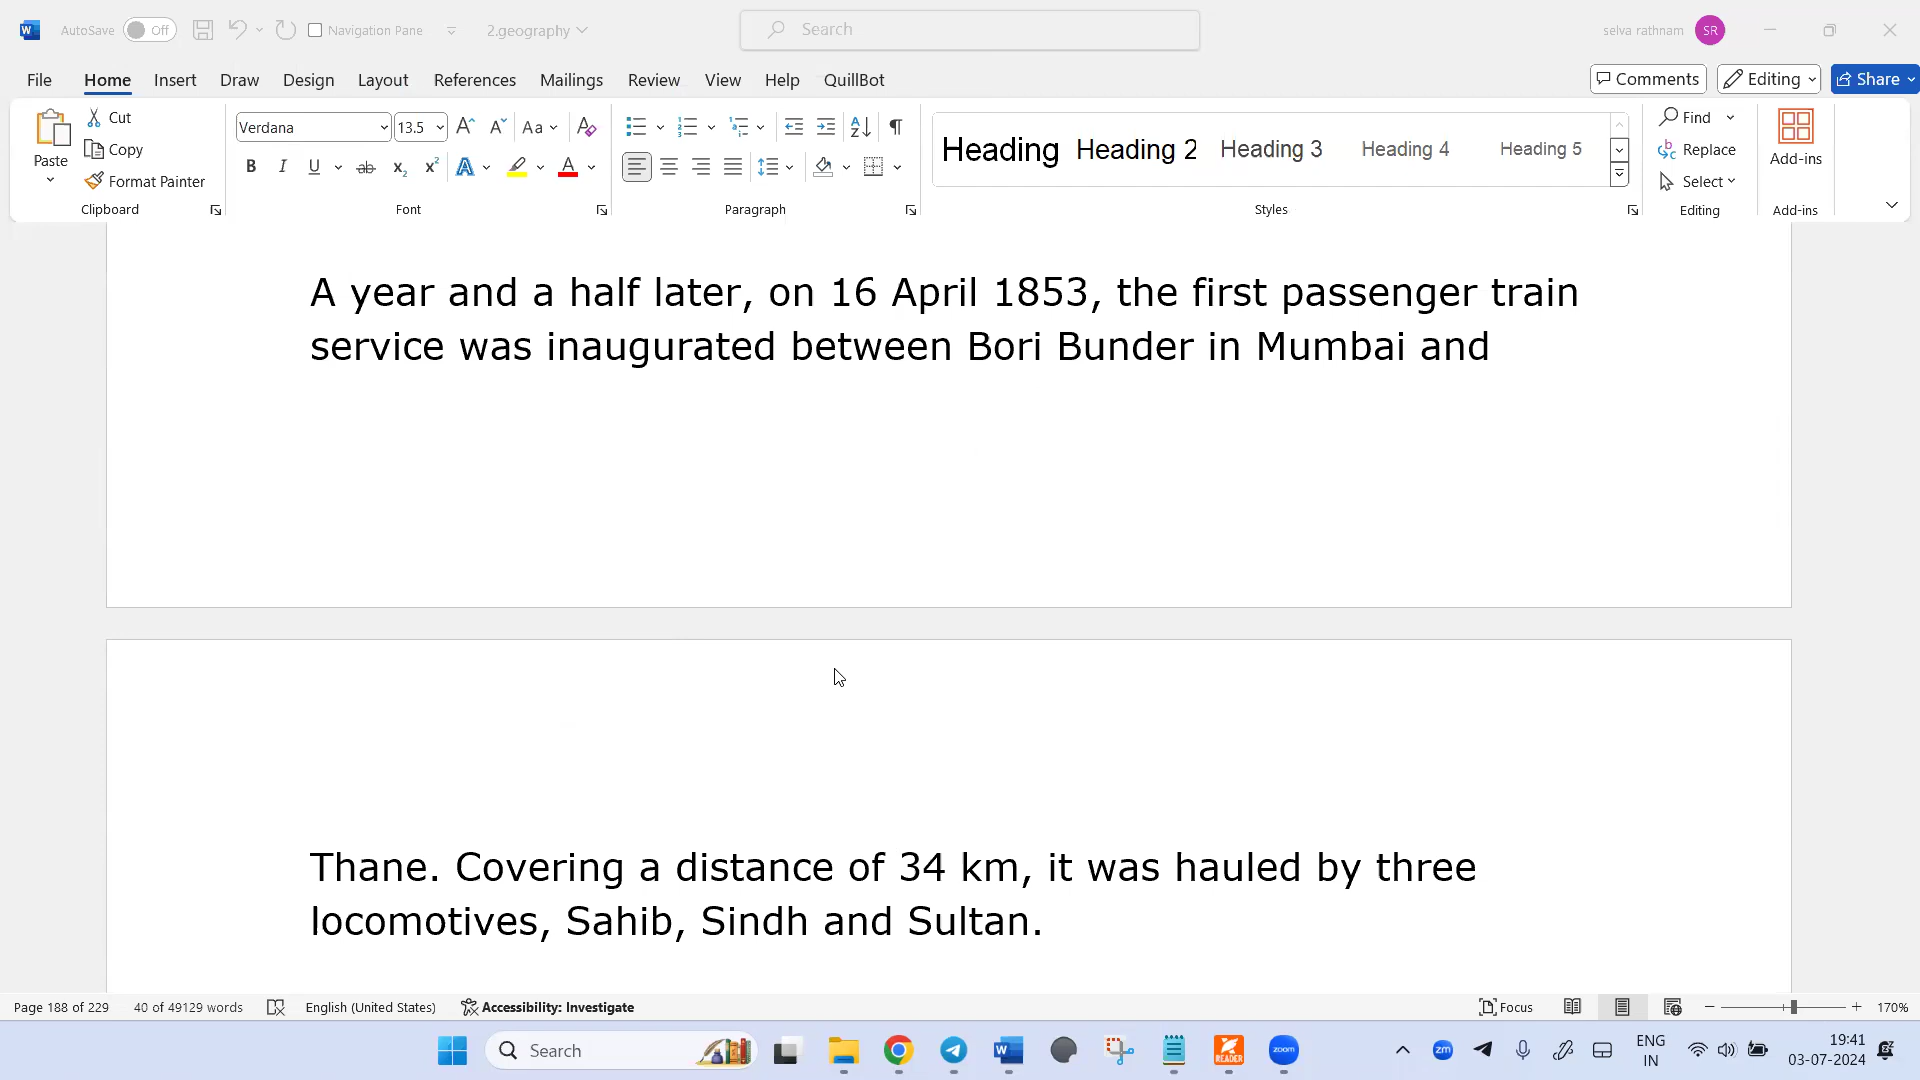 AutoSave Off Navigation Pane 2.geography Search selva rathnam SR
File Home Insert Draw Design Layout References Mailings Review View Help QuillBot Comments Editing Share
Paste Cut Copy Format Painter Clipboard
Verdana 13.5 Aa Font
Paragraph
Heading Heading 2 Heading 3 Heading 4 Heading 5 Styles
Find Replace Select Editing
Add-ins Add-ins
A year and a half later, on 16 April 1853, the first passenger train
service was inaugurated between Bori Bunder in Mumbai and
Thane. Covering a distance of 34 km, it was hauled by three
locomotives, Sahib, Sindh and Sultan.
Page 188 of 229 40 of 49129 words English (United States) Accessibility: Investigate Focus 170%
Search READER zoom zm ENG IN 19:41 03-07-2024